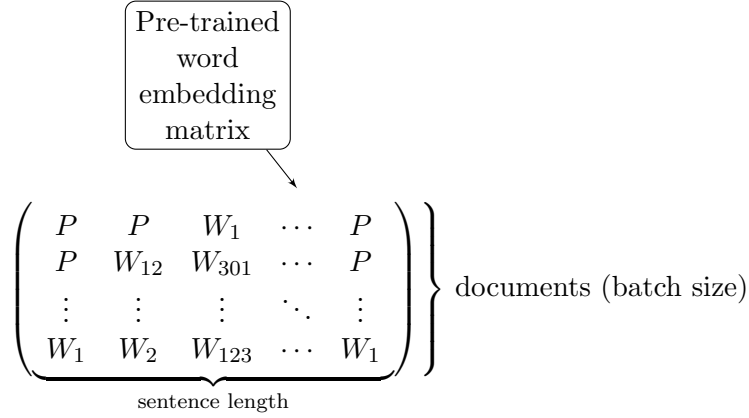 Pre-trained
word
embedding
matrix
P P W₁ ⋯ P
P W₁₂ W₃₀₁ ⋯ P
⋮ ⋮ ⋮ ⋱ ⋮
W₁ W₂ W₁₂₃ ⋯ W₁
documents (batch size)
sentence length